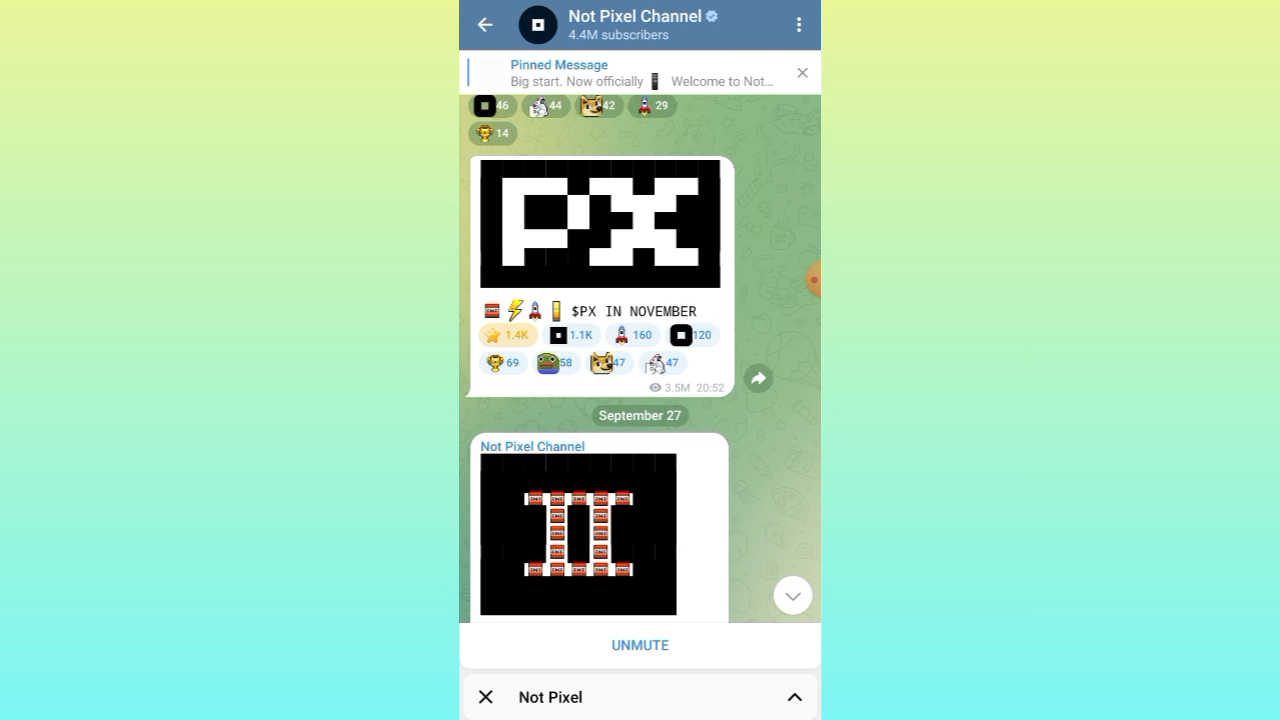 Not Pixel Channel
4.4M subscribers
Pinned Message
Big start. Now officially Welcome to Not...
46 44 42 29
14
PX
$PX IN NOVEMBER
1.4K 1.1K 160 120
69 58 47 47
3.5M 20:52
September 27
Not Pixel Channel
II
UNMUTE
Not Pixel